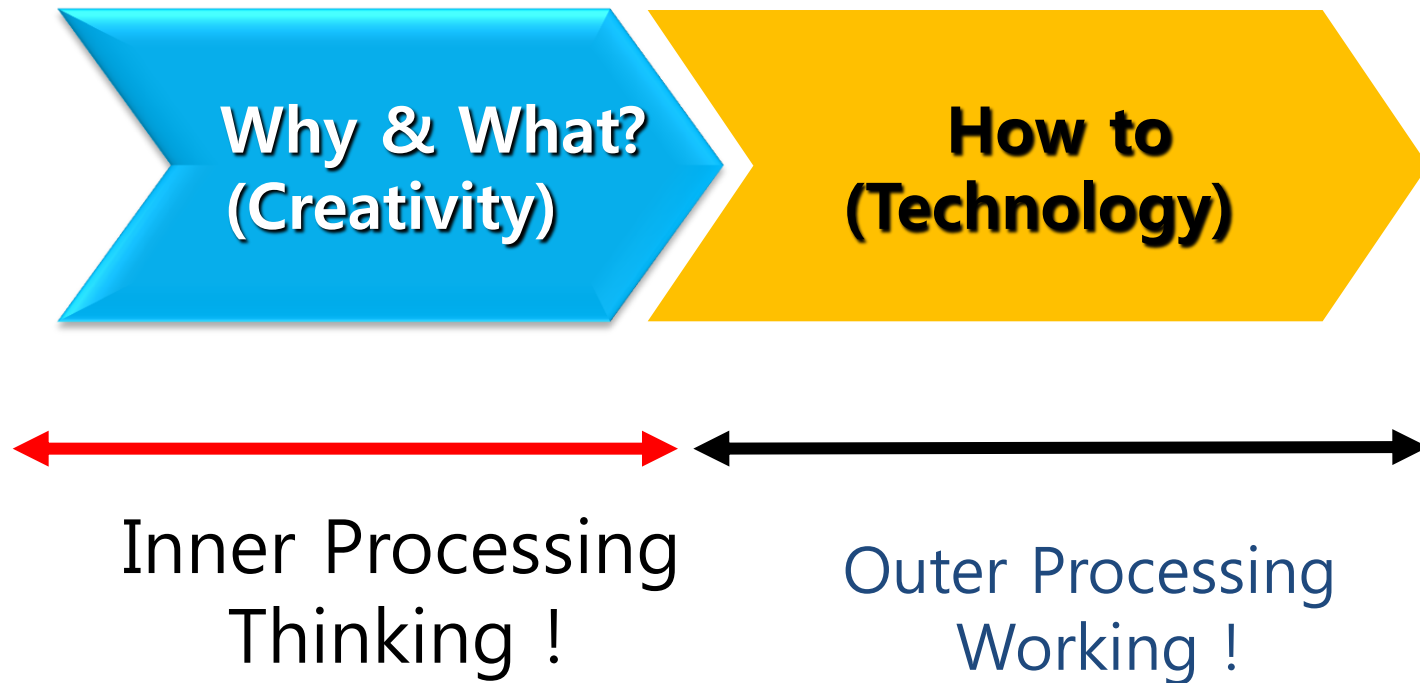 Why & What?
(Creativity)
How to
(Technology)
Inner Processing
Thinking !
Outer Processing
Working !